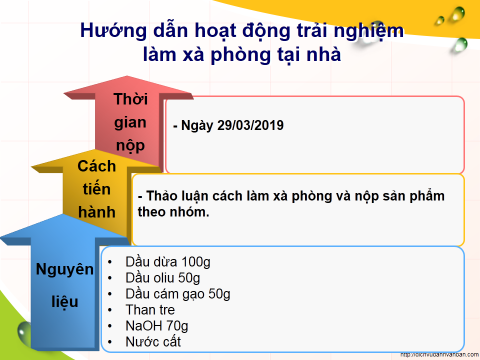 Hướng dẫn hoạt động trải nghiệm
làm xà phòng tại nhà
Thời
gian
nộp
- Ngày 29/03/2019
Cách
tiến
hành
- Thảo luận cách làm xà phòng và nộp sản phẩm
theo nhóm.
Nguyên
liệu
• Dầu dừa 100g
• Dầu oliu 50g
• Dầu cám gạo 50g
• Than tre
• NaOH 70g
• Nước cất
http://dichvudanhvanban.com